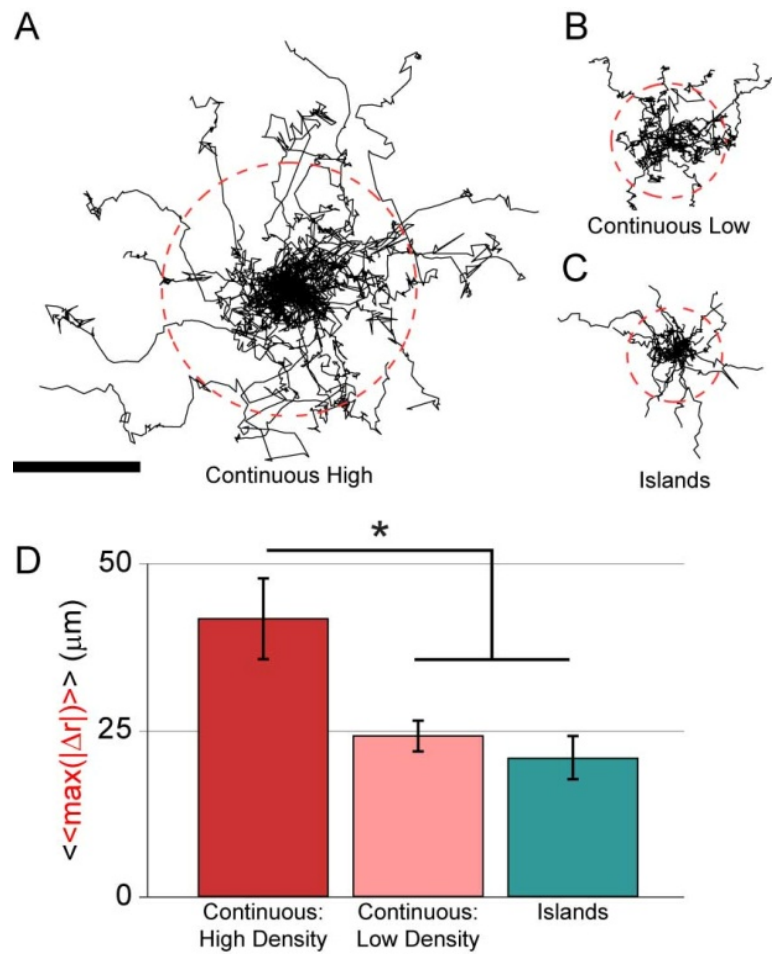 A
B
Continuous Low
C
Continuous High
Islands
D
*
50
25
0
<<max(|Δr|)>> (μm)
Continuous:
High Density
Continuous:
Low Density
Islands